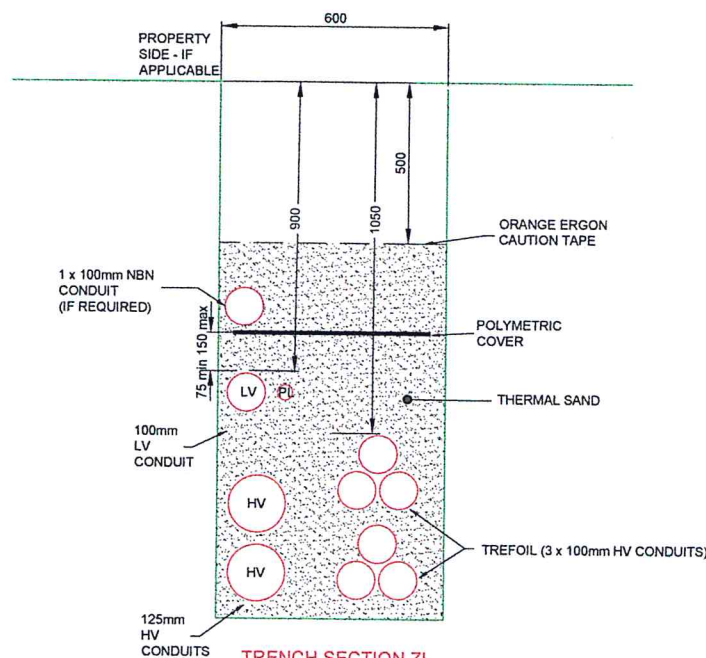 600
PROPERTY
SIDE - IF
APPLICABLE
500
900
1050
ORANGE ERGON
CAUTION TAPE
1 x 100mm NBN
CONDUIT
(IF REQUIRED)
POLYMETRIC
COVER
75 min 150 max
LV
PL
THERMAL SAND
100mm
LV
CONDUIT
HV
TREFOIL (3 x 100mm HV CONDUITS)
HV
125mm
HV
CONDUITS